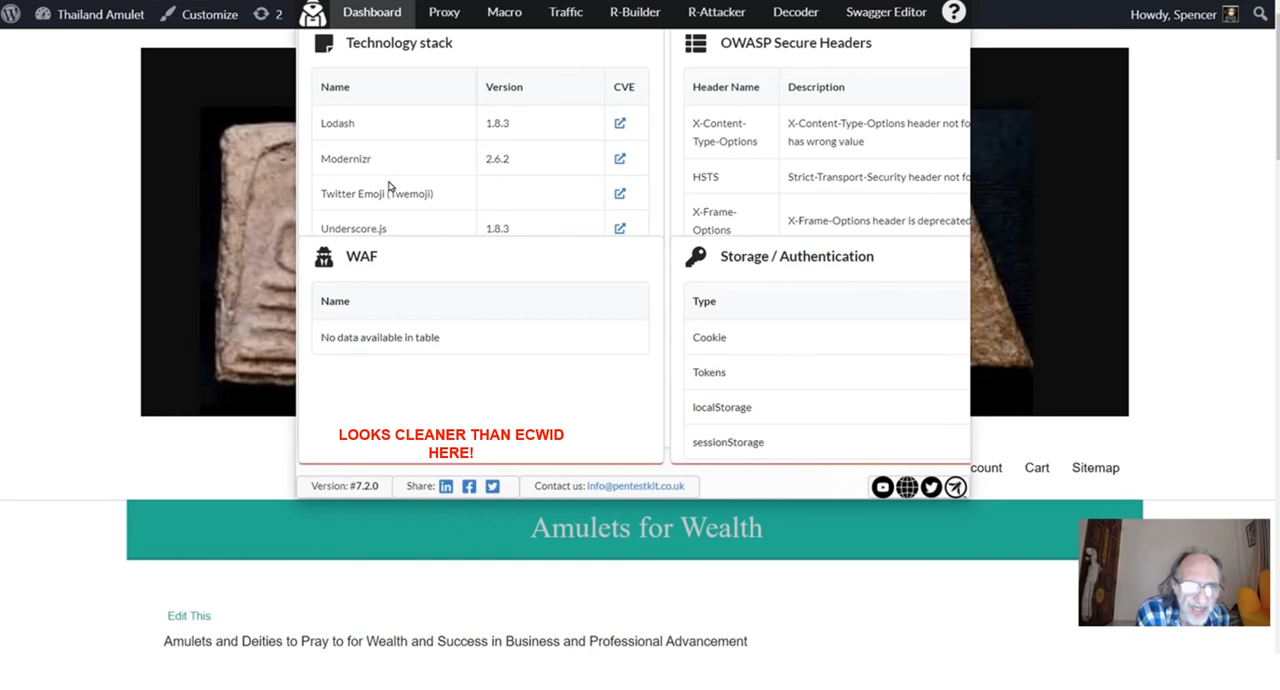 Thailand Amulet Customize 2 Dashboard Proxy Macro Traffic R-Builder R-Attacker Decoder Swagger Editor ? Howdy, Spencer
Technology stack
Name Version CVE
Lodash 1.8.3
Modernizr 2.6.2
Twitter Emoji (Twemoji)
Underscore.js 1.8.3
OWASP Secure Headers
Header Name Description
X-Content- X-Content-Type-Options header not fo
Type-Options has wrong value
HSTS Strict-Transport-Security header not fo
X-Frame-
Options X-Frame-Options header is deprecated
WAF
Name
No data available in table
LOOKS CLEANER THAN ECWID
HERE!
Storage / Authentication
Type
Cookie
Tokens
localStorage
sessionStorage
count Cart Sitemap
Version: #7.2.0 Share: Contact us: info@pentestkit.co.uk
Amulets for Wealth
Edit This
Amulets and Deities to Pray to for Wealth and Success in Business and Professional Advancement